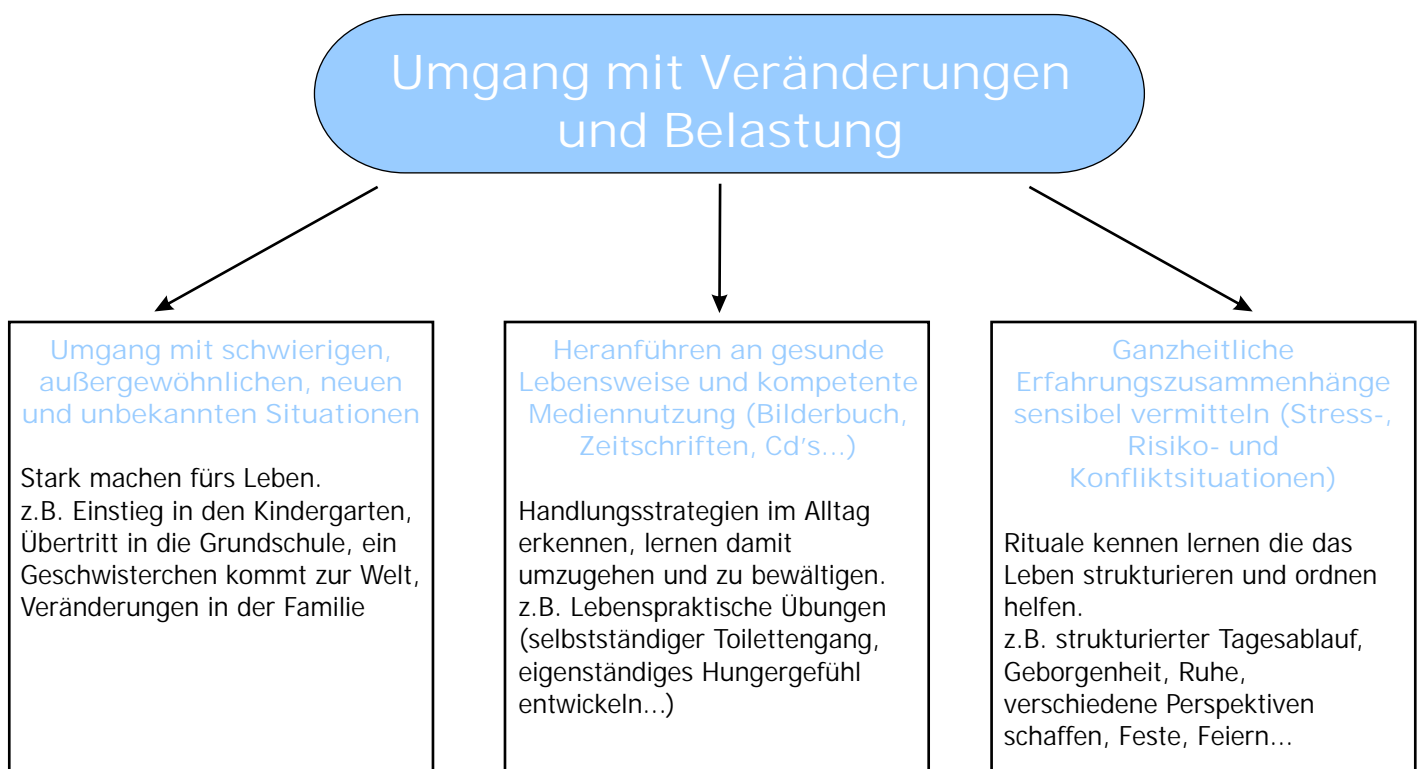 Umgang mit Veränderungen
und Belastung
Umgang mit schwierigen,
außergewöhnlichen, neuen
und unbekannten Situationen
Stark machen fürs Leben.
z.B. Einstieg in den Kindergarten,
Übertritt in die Grundschule, ein
Geschwisterchen kommt zur Welt,
Veränderungen in der Familie
Heranführen an gesunde
Lebensweise und kompetente
Mediennutzung (Bilderbuch,
Zeitschriften, Cd's...)
Handlungsstrategien im Alltag
erkennen, lernen damit
umzugehen und zu bewältigen.
z.B. Lebenspraktische Übungen
(selbstständiger Toilettengang,
eigenständiges Hungergefühl
entwickeln...)
Ganzheitliche
Erfahrungszusammenhänge
sensibel vermitteln (Stress-,
Risiko- und
Konfliktsituationen)
Rituale kennen lernen die das
Leben strukturieren und ordnen
helfen.
z.B. strukturierter Tagesablauf,
Geborgenheit, Ruhe,
verschiedene Perspektiven
schaffen, Feste, Feiern...